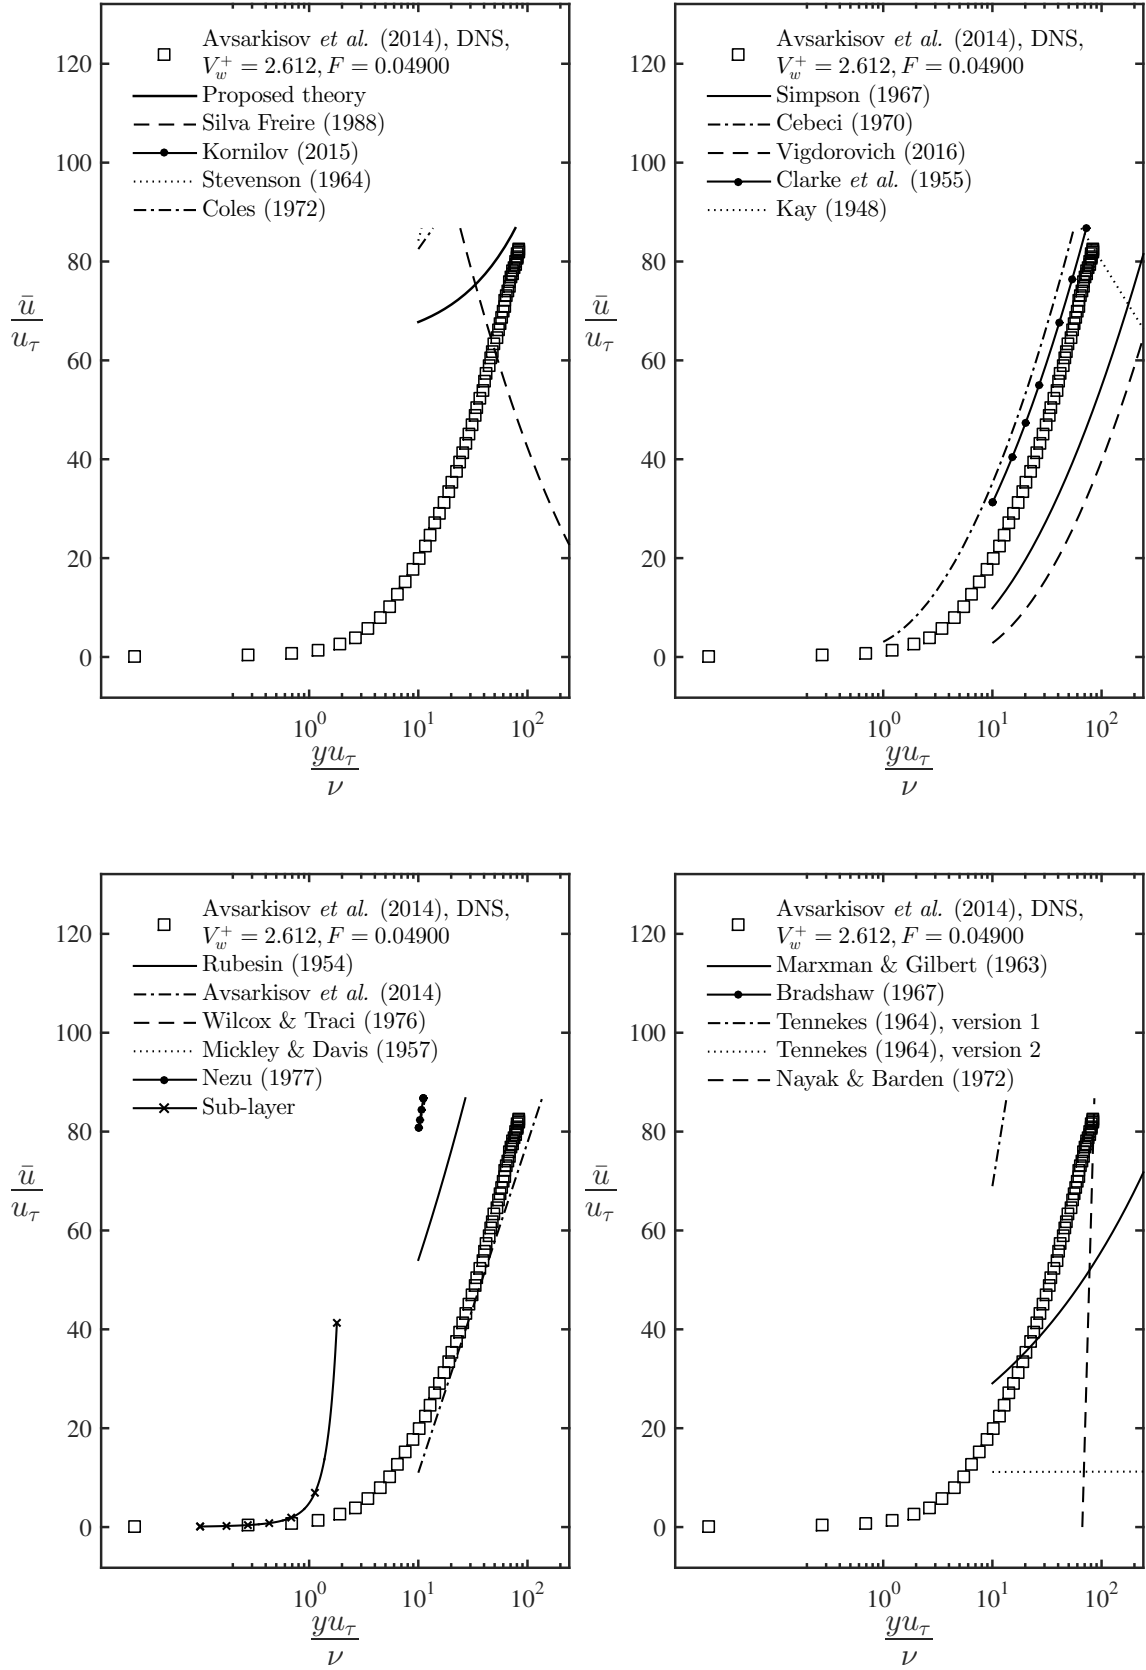 Avsarkisov et al. (2014), DNS,
V_w^+ = 2.612, F = 0.04900
Proposed theory
Silva Freire (1988)
Kornilov (2015)
Stevenson (1964)
Coles (1972)
120
100
80
60
40
20
0
ū
u_τ
10^0
10^1
10^2
yu_τ
ν
Avsarkisov et al. (2014), DNS,
V_w^+ = 2.612, F = 0.04900
Simpson (1967)
Cebeci (1970)
Vigdorovich (2016)
Clarke et al. (1955)
Kay (1948)
120
100
80
60
40
20
0
ū
u_τ
10^0
10^1
10^2
yu_τ
ν
Avsarkisov et al. (2014), DNS,
V_w^+ = 2.612, F = 0.04900
Rubesin (1954)
Avsarkisov et al. (2014)
Wilcox & Traci (1976)
Mickley & Davis (1957)
Nezu (1977)
Sub-layer
120
100
80
60
40
20
0
ū
u_τ
10^0
10^1
10^2
yu_τ
ν
Avsarkisov et al. (2014), DNS,
V_w^+ = 2.612, F = 0.04900
Marxman & Gilbert (1963)
Bradshaw (1967)
Tennekes (1964), version 1
Tennekes (1964), version 2
Nayak & Barden (1972)
120
100
80
60
40
20
0
ū
u_τ
10^0
10^1
10^2
yu_τ
ν